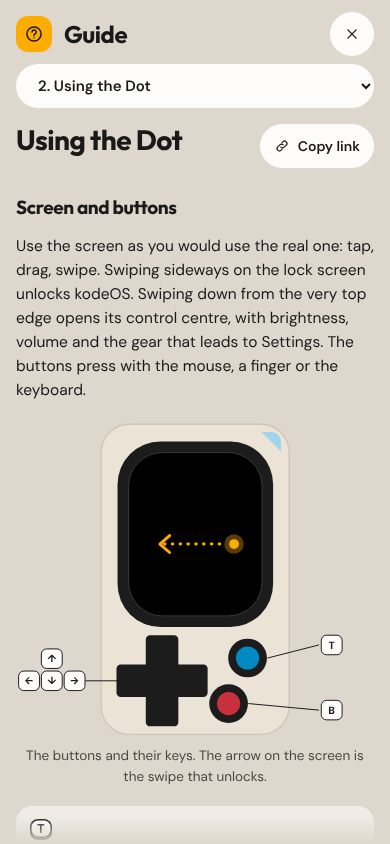 Guide
2. Using the Dot
Using the Dot
Copy link
Screen and buttons
Use the screen as you would use the real one: tap,
drag, swipe. Swiping sideways on the lock screen
unlocks kodeOS. Swiping down from the very top
edge opens its control centre, with brightness,
volume and the gear that leads to Settings. The
buttons press with the mouse, a finger or the
keyboard.
T
↑
← ↓ →
B
The buttons and their keys. The arrow on the screen is
the swipe that unlocks.
T